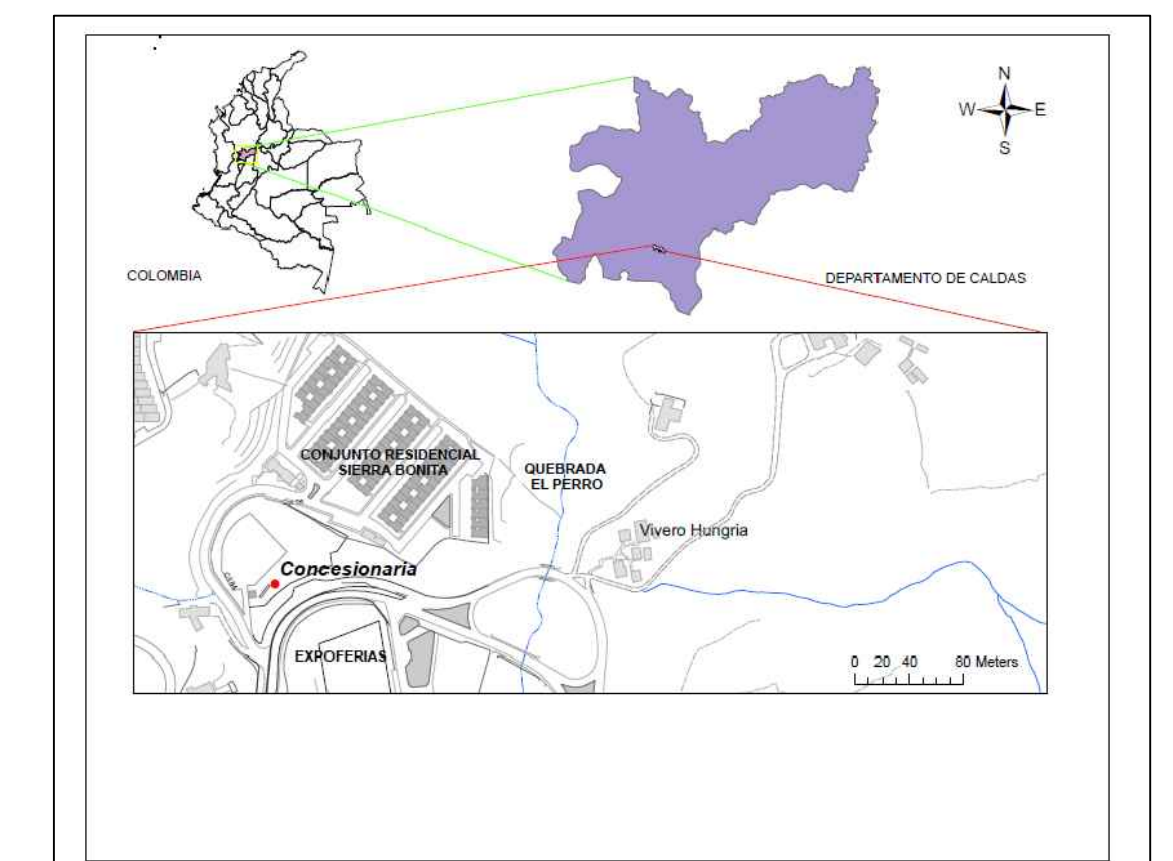 N
W E
S
COLOMBIA
DEPARTAMENTO DE CALDAS
CONJUNTO RESIDENCIAL
SIERRA BONITA
QUEBRADA
EL PERRO
Vivero Hungria
Concesionaria
EXPOFERIAS
0 20 40 80 Meters